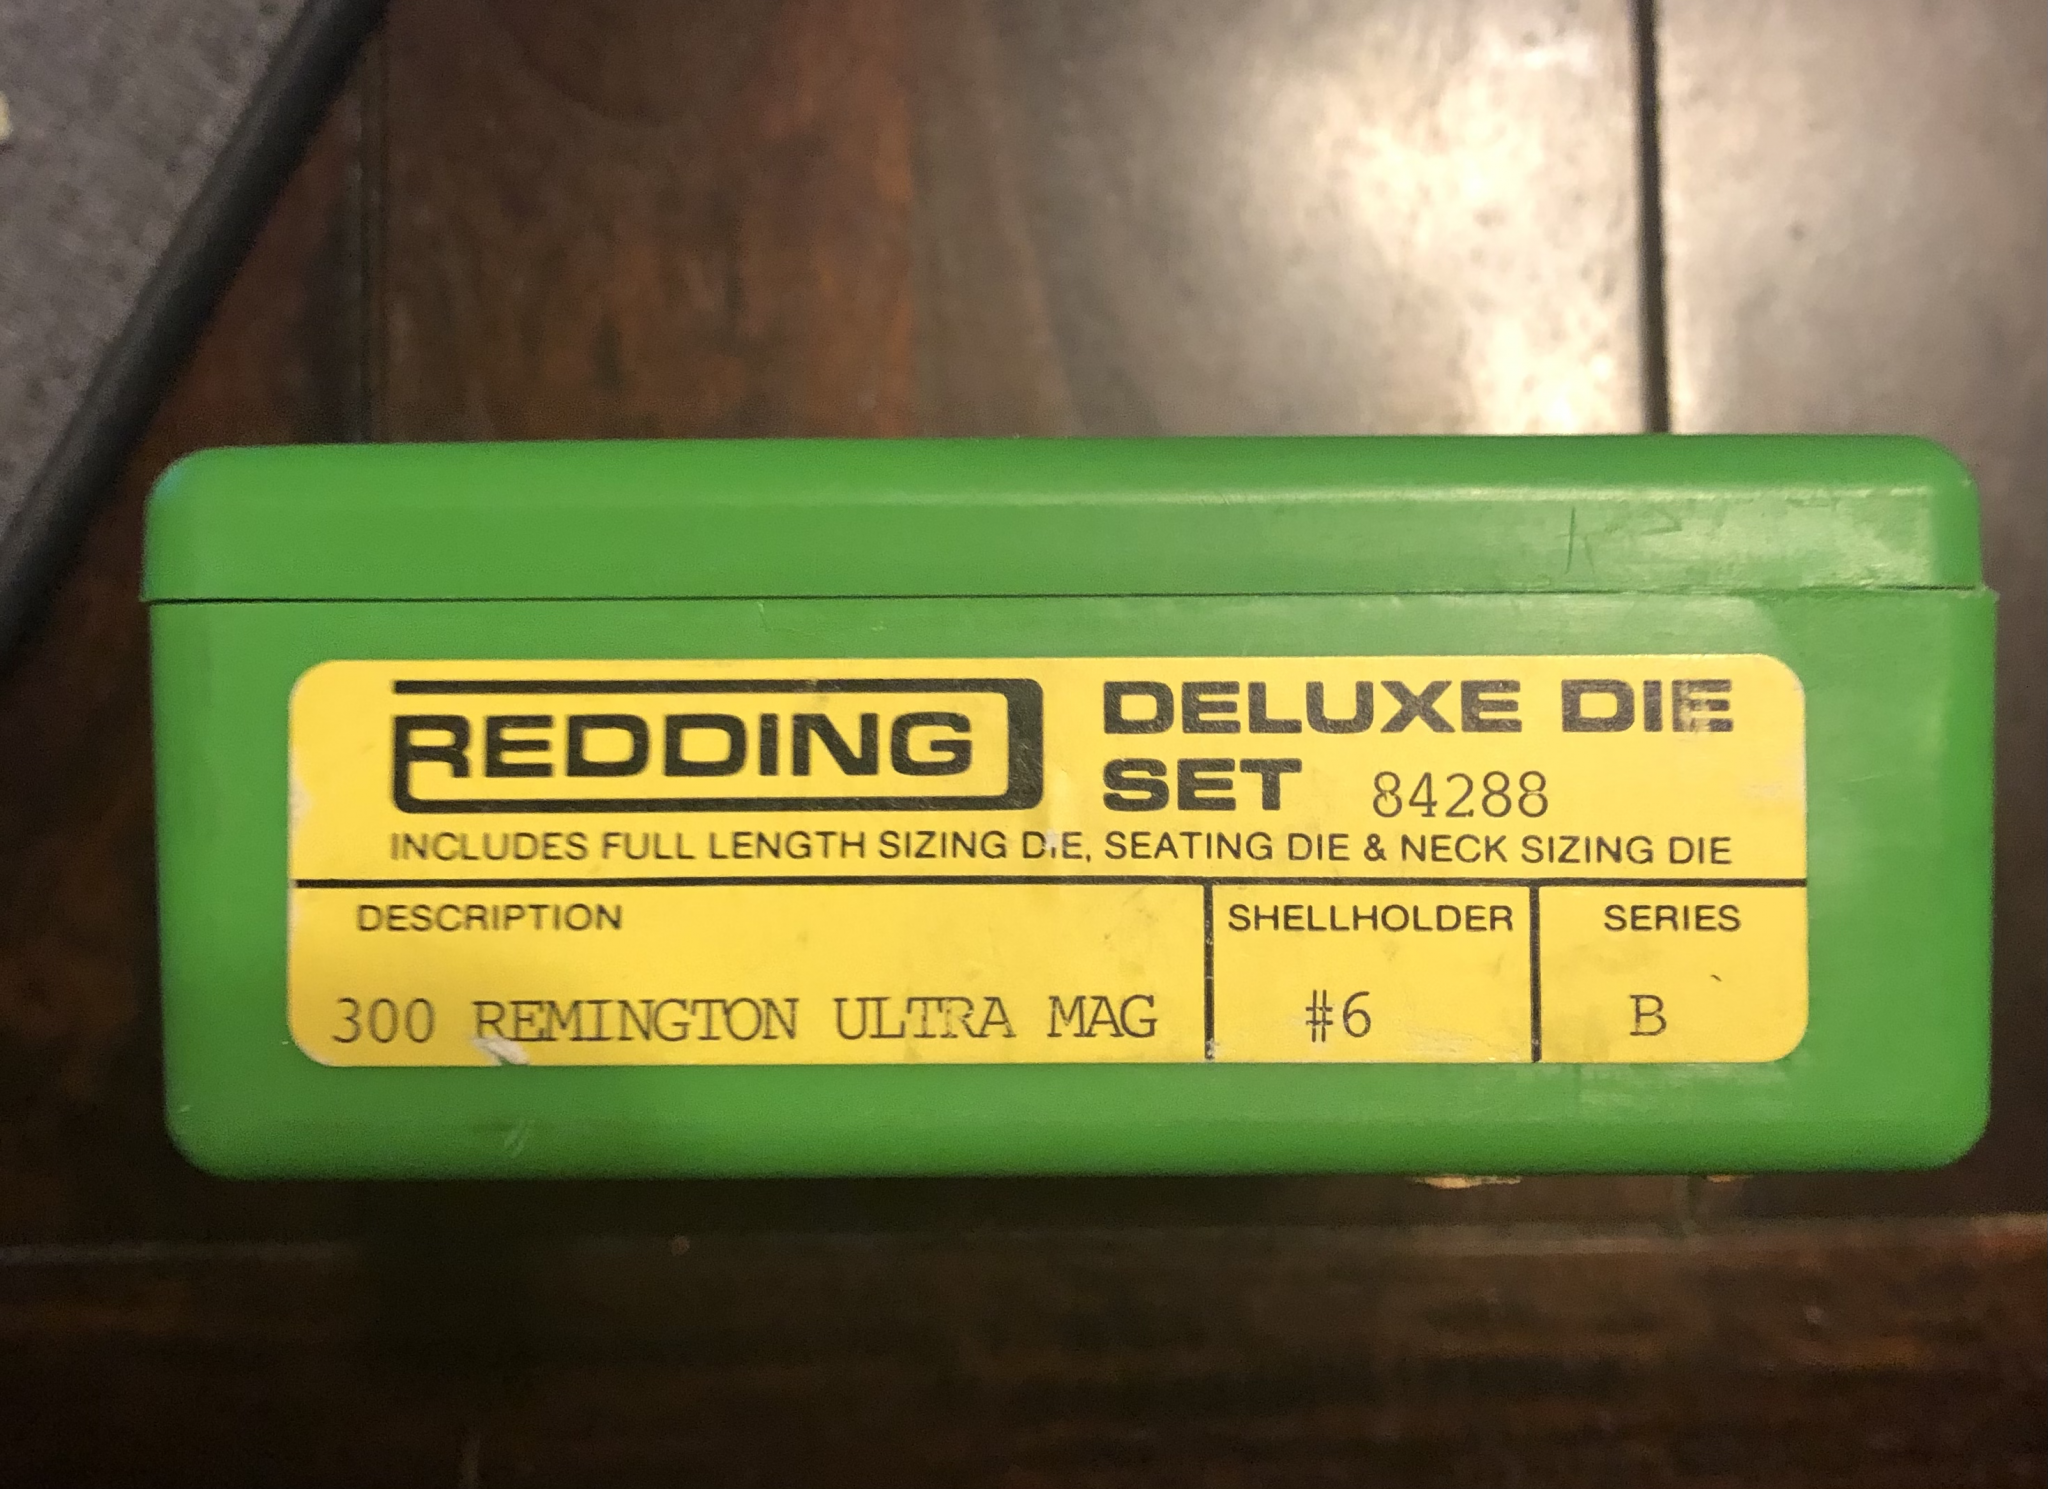 REDDING
DELUXE DIE
SET 84288
INCLUDES FULL LENGTH SIZING DIE, SEATING DIE & NECK SIZING DIE
DESCRIPTION SHELLHOLDER SERIES
300 REMINGTON ULTRA MAG #6 B